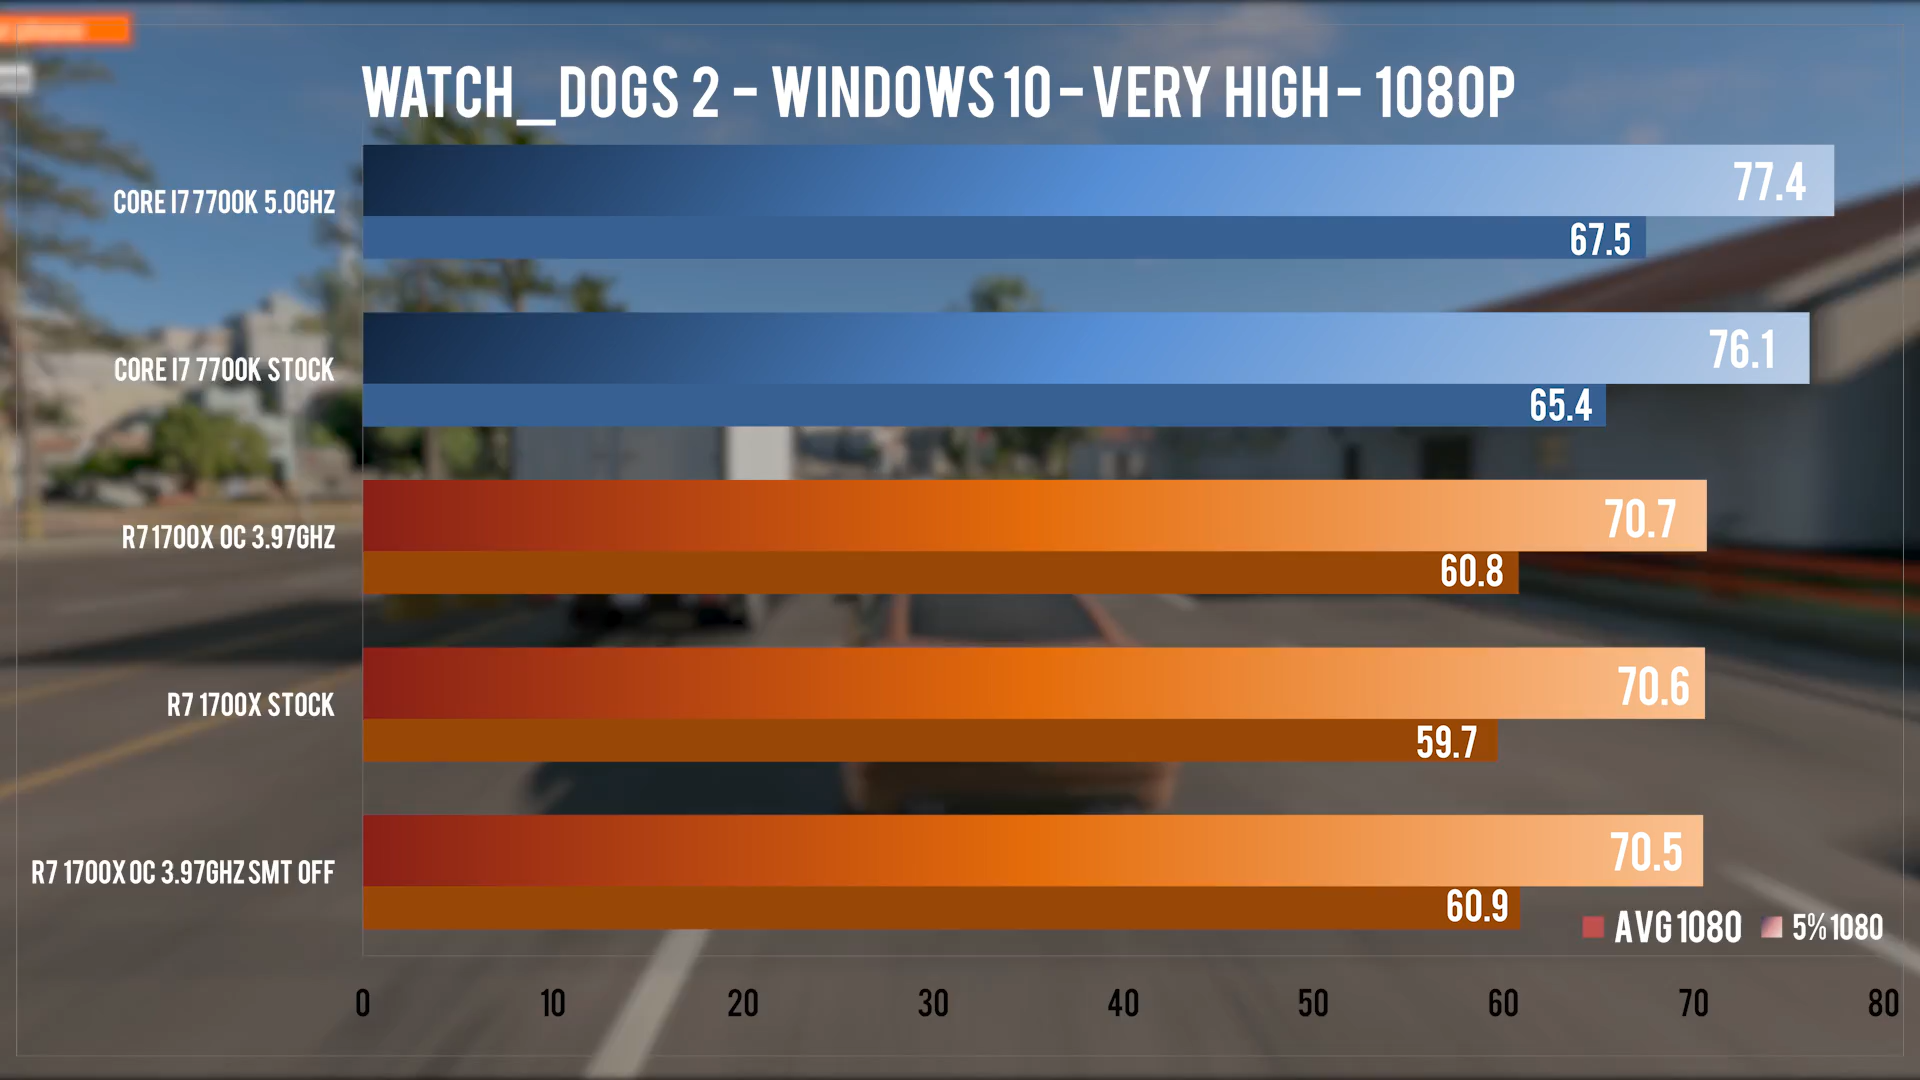 WATCH_DOGS 2 - WINDOWS 10 - VERY HIGH - 1080P
CORE I7 7700K 5.0GHZ
77.4
67.5
CORE I7 7700K STOCK
76.1
65.4
R7 1700X OC 3.97GHZ
70.7
60.8
R7 1700X STOCK
70.6
59.7
R7 1700X OC 3.97GHZ SMT OFF
70.5
60.9
AVG 1080 5% 1080
0 10 20 30 40 50 60 70 80